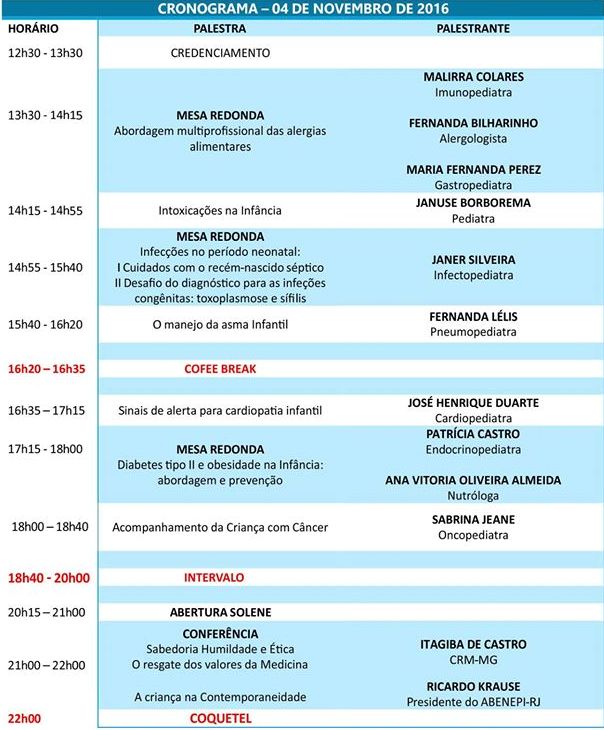 CRONOGRAMA – 04 DE NOVEMBRO DE 2016
HORÁRIO PALESTRA PALESTRANTE
12h30 - 13h30 CREDENCIAMENTO
13h30 - 14h15
MESA REDONDA
Abordagem multiprofissional das alergias
alimentares
MALIRRA COLARES
Imunopediatra
FERNANDA BILHARINHO
Alergologista
MARIA FERNANDA PEREZ
Gastropediatra
14h15 - 14h55
Intoxicações na Infância
JANUSE BORBOREMA
Pediatra
14h55 - 15h40
MESA REDONDA
Infecções no período neonatal:
I Cuidados com o recém-nascido séptico
II Desafio do diagnóstico para as infeções
congênitas: toxoplasmose e sífilis
JANER SILVEIRA
Infectopediatra
15h40 - 16h20
O manejo da asma Infantil
FERNANDA LÉLIS
Pneumopediatra
16h20 – 16h35 COFEE BREAK
16h35 – 17h15
Sinais de alerta para cardiopatia infantil
JOSÉ HENRIQUE DUARTE
Cardiopediatra
17h15 - 18h00
MESA REDONDA
Diabetes tipo II e obesidade na Infância:
abordagem e prevenção
PATRÍCIA CASTRO
Endocrinopediatra
ANA VITORIA OLIVEIRA ALMEIDA
Nutróloga
18h00 – 18h40
Acompanhamento da Criança com Câncer
SABRINA JEANE
Oncopediatra
18h40 - 20h00 INTERVALO
20h15 – 21h00 ABERTURA SOLENE
21h00 – 22h00
CONFERÊNCIA
Sabedoria Humildade e Ética
O resgate dos valores da Medicina
ITAGIBA DE CASTRO
CRM-MG
A criança na Contemporaneidade
RICARDO KRAUSE
Presidente do ABENEPI-RJ
22h00 COQUETEL